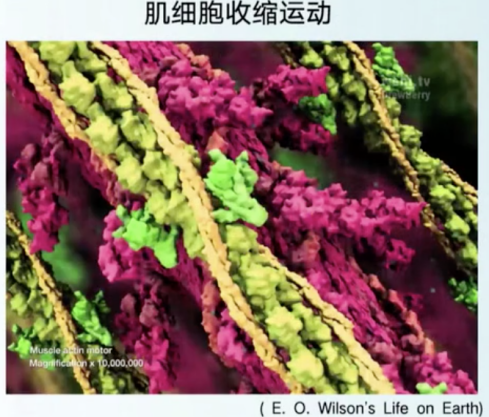 肌细胞收缩运动
Muscle actin motor
Magnification x 10,000,000
( E. O. Wilson's Life on Earth)